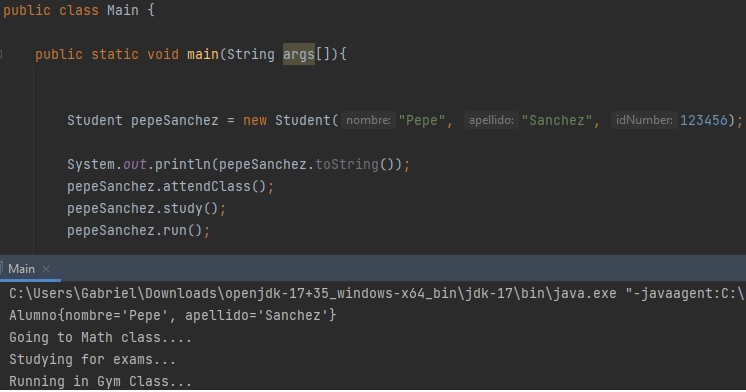 public class Main {
public static void main(String args[]){
Student pepeSanchez = new Student( nombre: "Pepe", apellido: "Sanchez", idNumber: 123456);
System.out.println(pepeSanchez.toString());
pepeSanchez.attendClass();
pepeSanchez.study();
pepeSanchez.run();
Main ×
C:\Users\Gabriel\Downloads\openjdk-17+35_windows-x64_bin\jdk-17\bin\java.exe "-javaagent:C:\
Alumno{nombre='Pepe', apellido='Sanchez'}
Going to Math class....
Studying for exams...
Running in Gym Class...